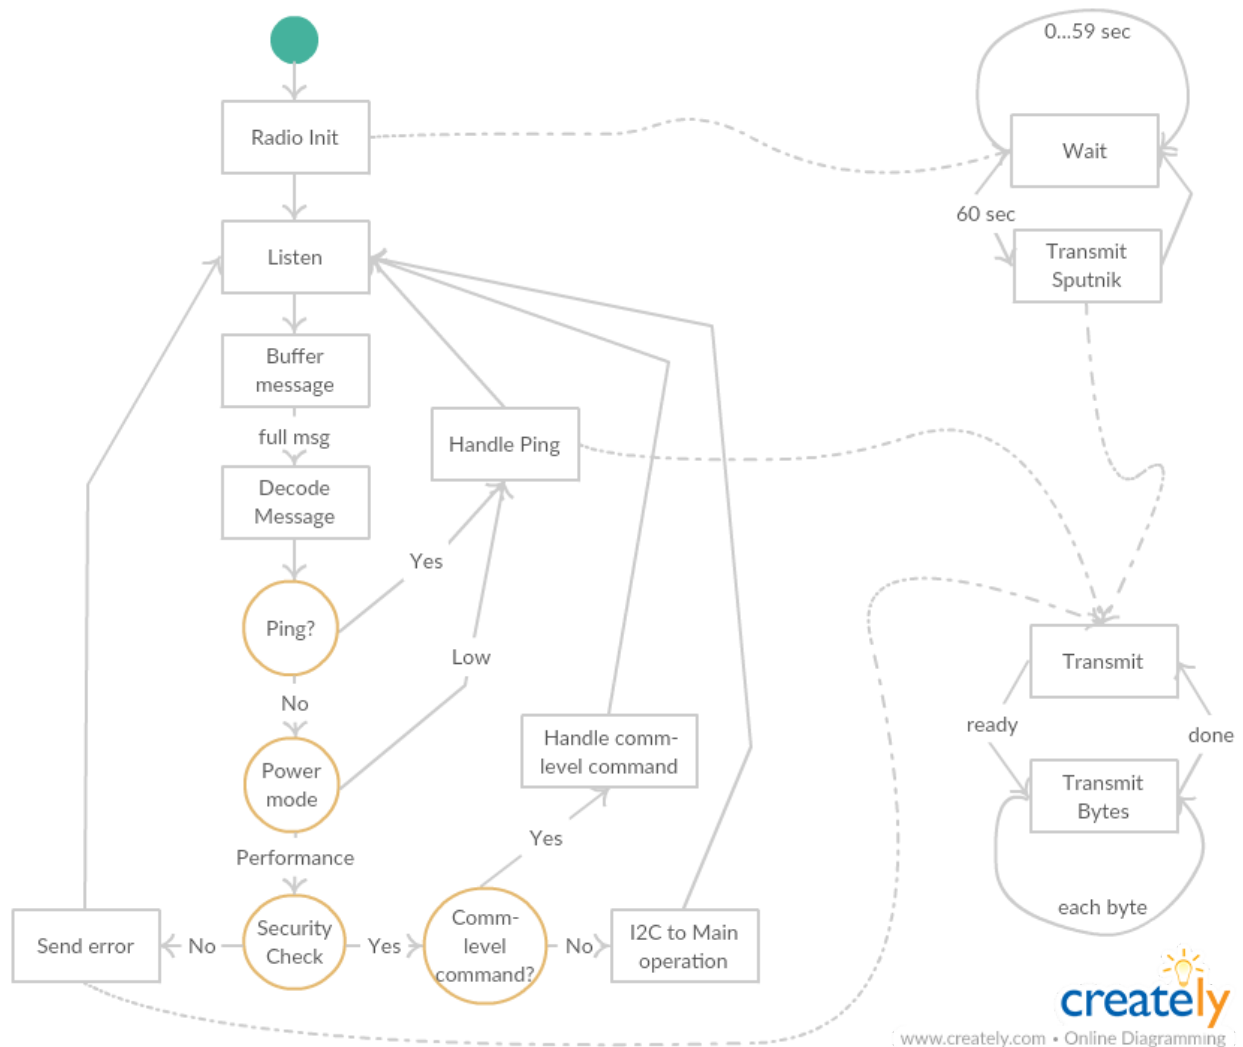 0...59 sec
Radio Init
Wait
60 sec
Listen
Transmit
Sputnik
Buffer
message
full msg
Handle Ping
Decode
Message
Yes
Ping?
Low
Transmit
No
ready
done
Handle comm-
level command
Power
mode
Transmit
Bytes
Yes
Performance
each byte
Send error
No
Security
Check
Yes
Comm-
level
command?
No
I2C to Main
operation
creately
www.creately.com • Online Diagramming